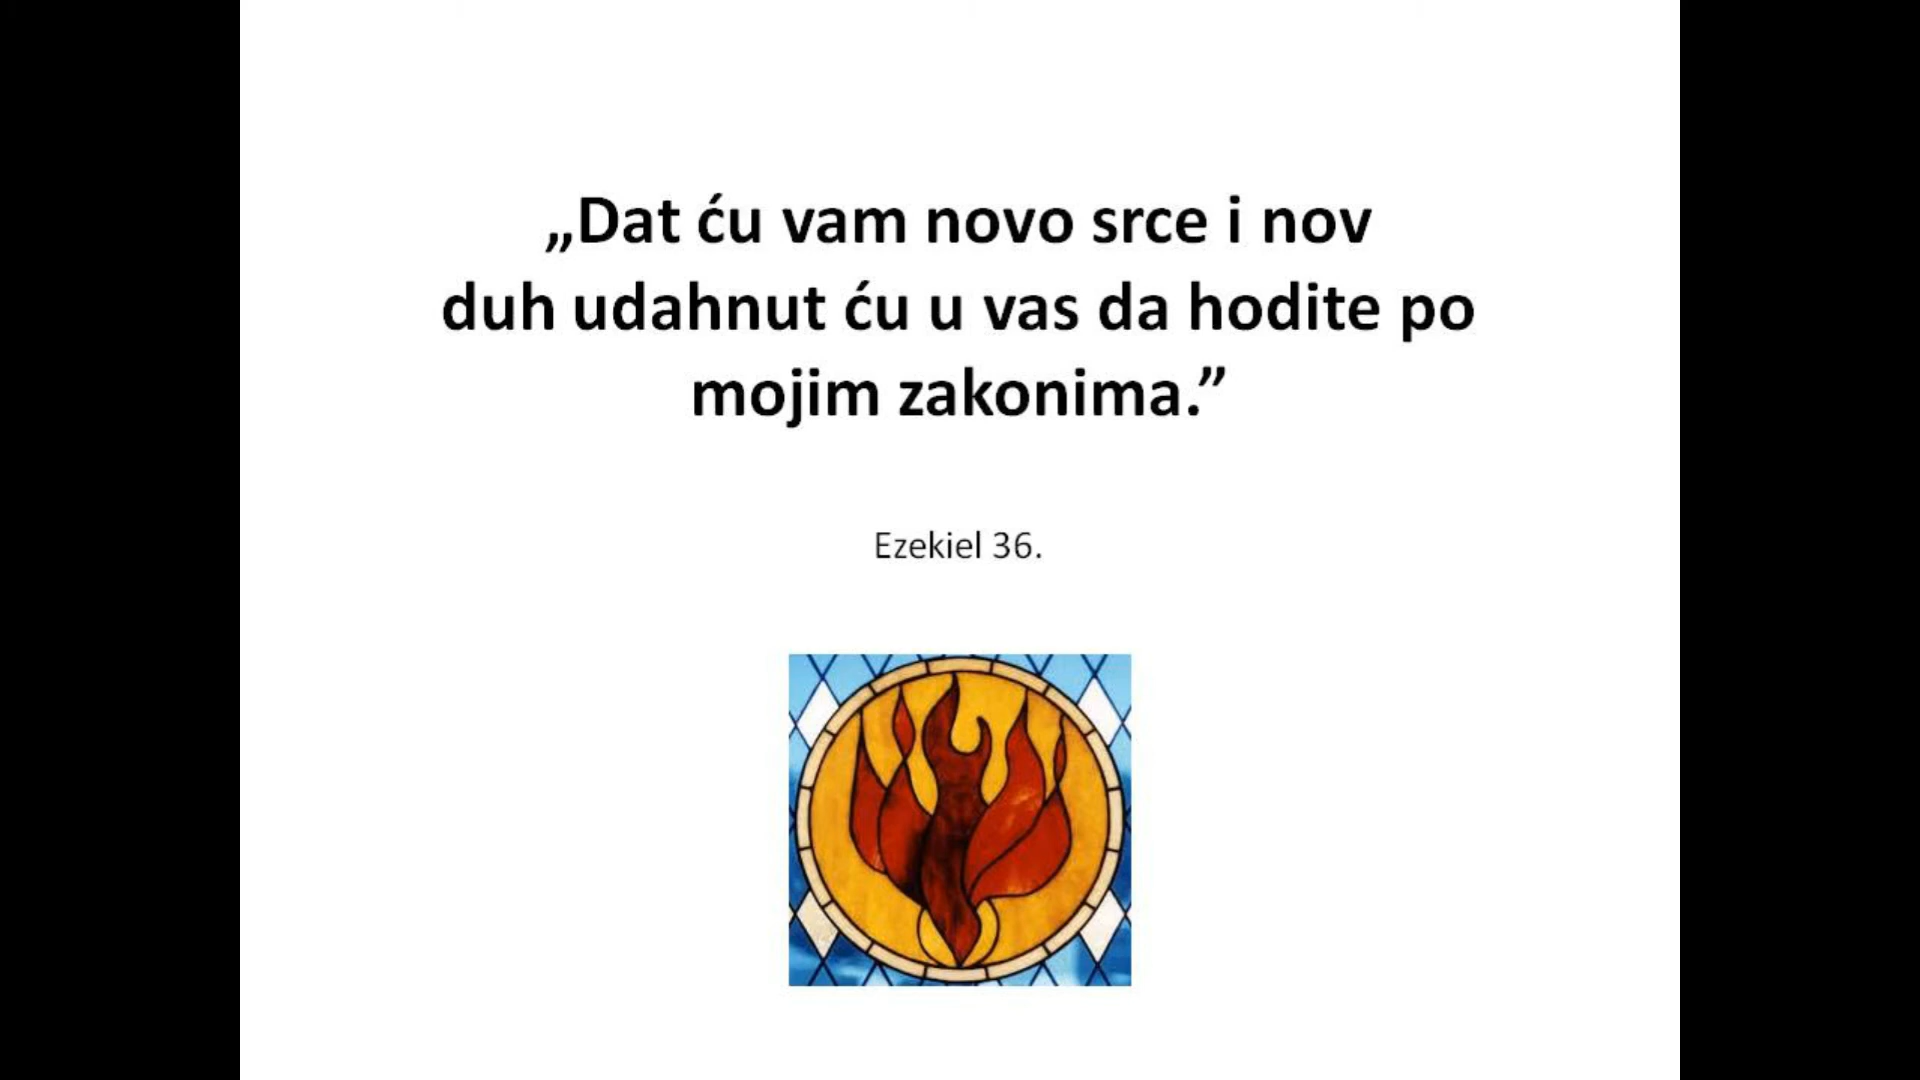 „Dat ću vam novo srce i nov
duh udahnut ću u vas da hodite po
mojim zakonima.”
Ezekiel 36.